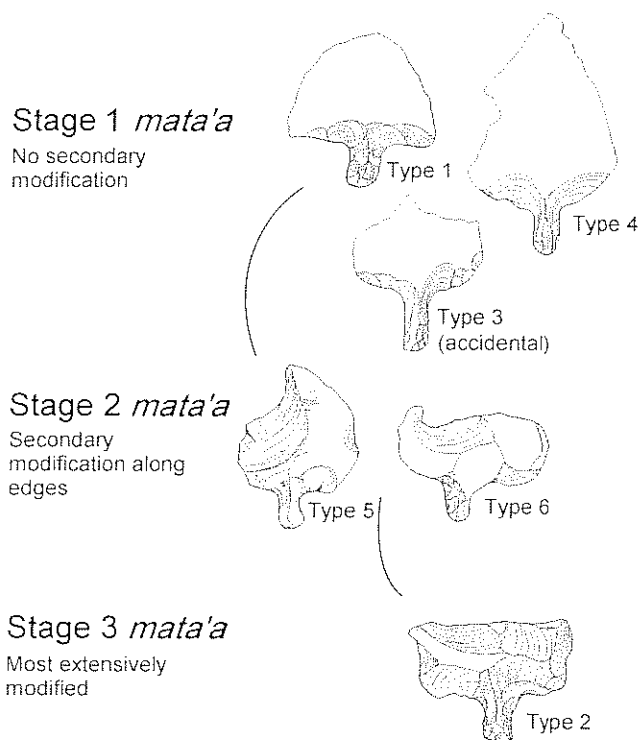 Stage 1 mata'a
No secondary
modification
Type 1
Type 4
Type 3
(accidental)
Stage 2 mata'a
Secondary
modification along
edges
Type 5
Type 6
Stage 3 mata'a
Most extensively
modified
Type 2